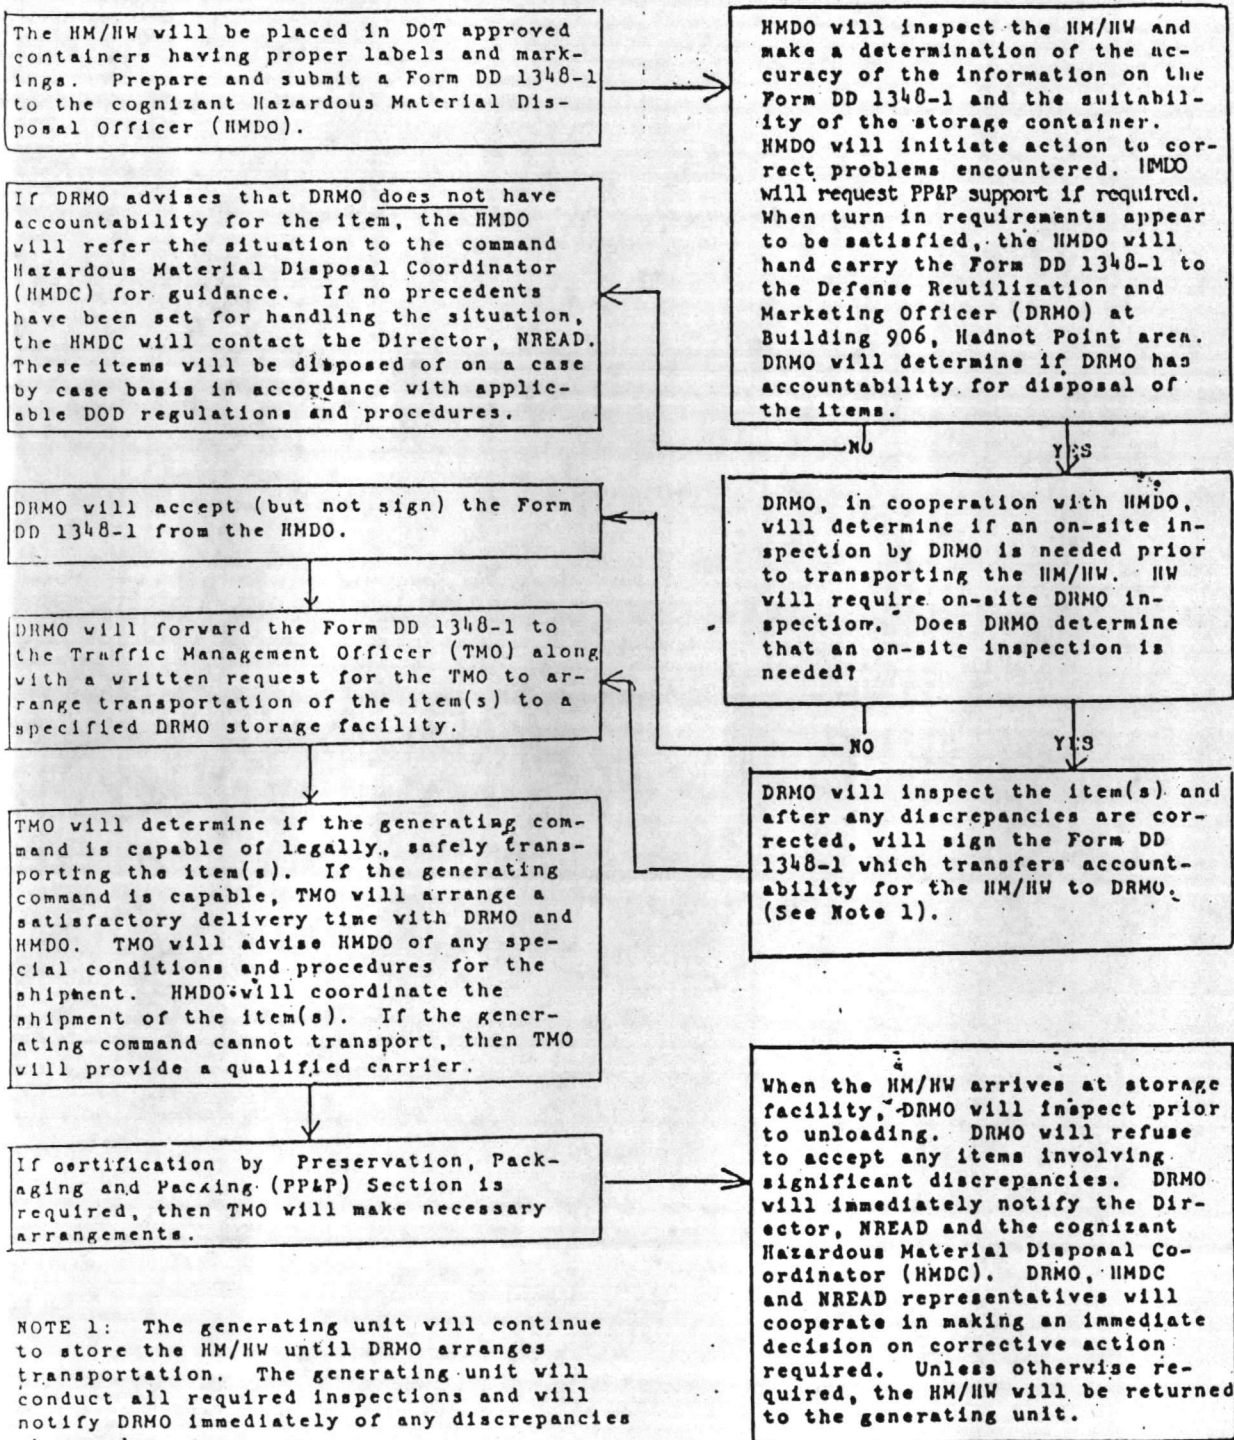 The HM/HW will be placed in DOT approved
containers having proper labels and mark-
ings. Prepare and submit a Form DD 1348-1
to the cognizant Hazardous Material Dis-
posal Officer (HMDO).
HMDO will inspect the HM/HW and
make a determination of the ac-
curacy of the information on the
Form DD 1348-1 and the suitabil-
ity of the storage container.
HMDO will initiate action to cor-
rect problems encountered. HMDO
will request PP&P support if required.
When turn in requirements appear
to be satisfied, the HMDO will
hand carry the Form DD 1348-1 to
the Defense Reutilization and
Marketing Officer (DRMO) at
Building 906, Hadnot Point area.
DRMO will determine if DRMO has
accountability for disposal of
the items.
If DRMO advises that DRMO does not have
accountability for the item, the HMDO
will refer the situation to the command
Hazardous Material Disposal Coordinator
(HMDC) for guidance. If no precedents
have been set for handling the situation,
the HMDC will contact the Director, NREAD.
These items will be disposed of on a case
by case basis in accordance with applic-
able DOD regulations and procedures.
NO
YES
DRMO, in cooperation with HMDO,
will determine if an on-site in-
spection by DRMO is needed prior
to transporting the HM/HW. HW
will require on-site DRMO in-
spection. Does DRMO determine
that an on-site inspection is
needed?
DRMO will accept (but not sign) the Form
DD 1348-1 from the HMDO.
DRMO will forward the Form DD 1348-1 to
the Traffic Management Officer (TMO) along
with a written request for the TMO to ar-
range transportation of the item(s) to a
specified DRMO storage facility.
NO
YES
DRMO will inspect the item(s) and
after any discrepancies are cor-
rected, will sign the Form DD
1348-1 which transfers account-
ability for the HM/HW to DRMO.
(See Note 1).
TMO will determine if the generating com-
mand is capable of legally, safely trans-
porting the item(s). If the generating
command is capable, TMO will arrange a
satisfactory delivery time with DRMO and
HMDO. TMO will advise HMDO of any spe-
cial conditions and procedures for the
shipment. HMDO will coordinate the
shipment of the item(s). If the gener-
ating command cannot transport, then TMO
will provide a qualified carrier.
If certification by Preservation, Pack-
aging and Packing (PP&P) Section is
required, then TMO will make necessary
arrangements.
When the HM/HW arrives at storage
facility, DRMO will inspect prior
to unloading. DRMO will refuse
to accept any items involving
significant discrepancies. DRMO
will immediately notify the Dir-
ector, NREAD and the cognizant
Hazardous Material Disposal Co-
ordinator (HMDC). DRMO, HMDC
and NREAD representatives will
cooperate in making an immediate
decision on corrective action
required. Unless otherwise re-
quired, the HM/HW will be returned
to the generating unit.
NOTE 1: The generating unit will continue
to store the HM/HW until DRMO arranges
transportation. The generating unit will
conduct all required inspections and will
notify DRMO immediately of any discrepancies